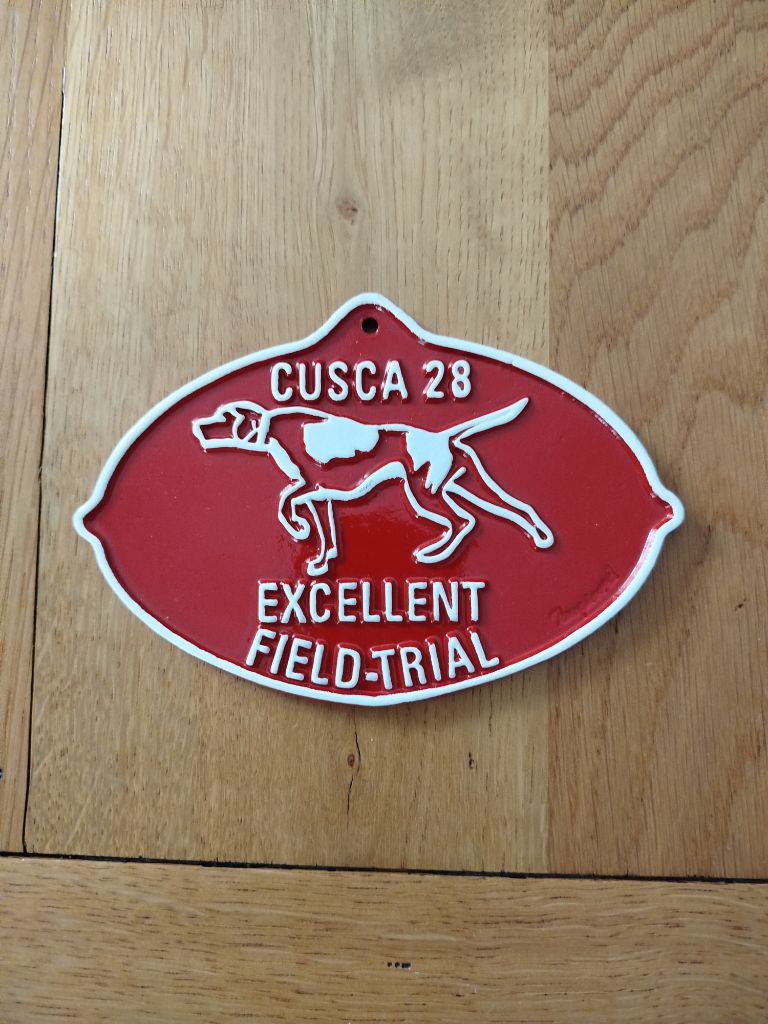 CUSCA 28
EXCELLENT
FIELD-TRIAL